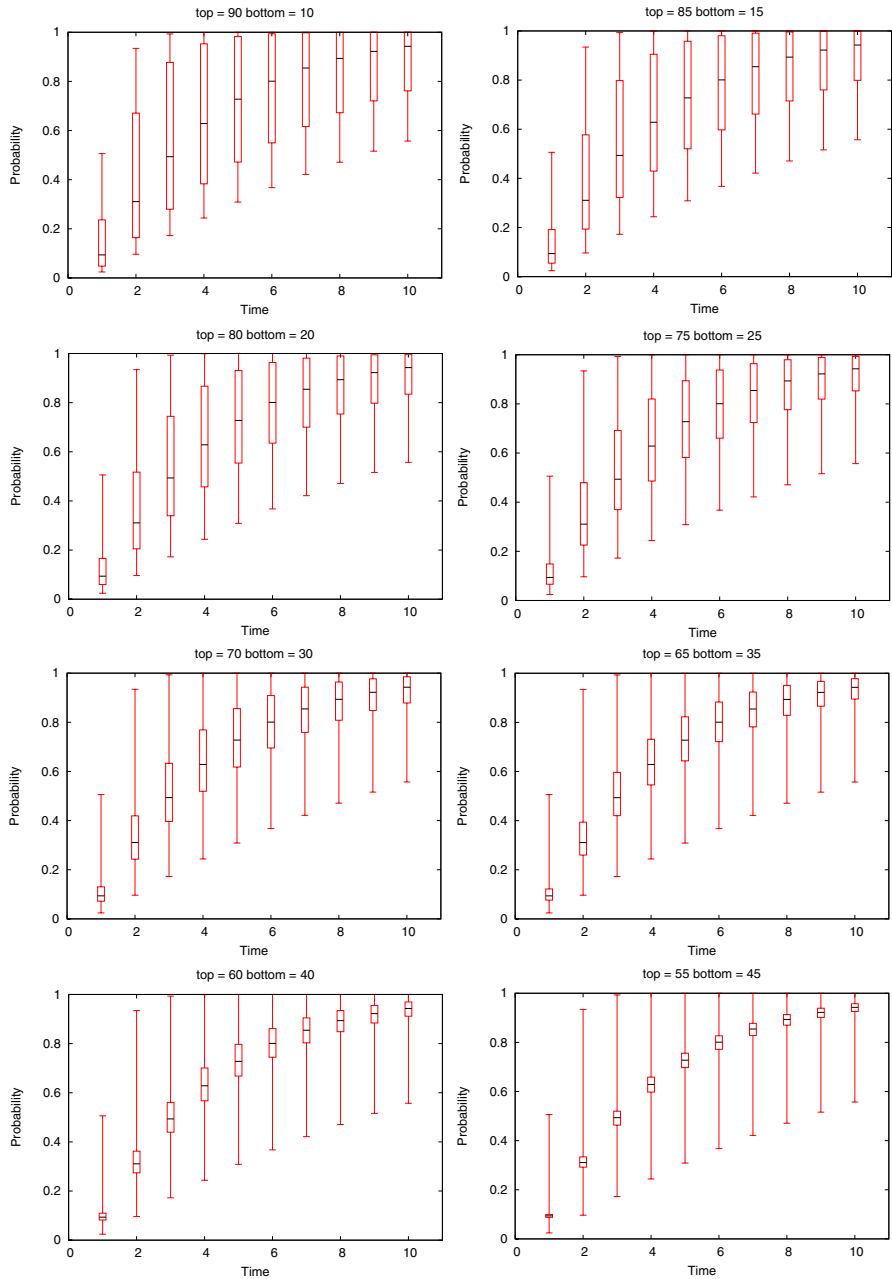 top = 90 bottom = 10
Probability
1
0.8
0.6
0.4
0.2
0
0 2 4 6 8 10
Time
top = 85 bottom = 15
Probability
1
0.8
0.6
0.4
0.2
0
0 2 4 6 8 10
Time
top = 80 bottom = 20
Probability
1
0.8
0.6
0.4
0.2
0
0 2 4 6 8 10
Time
top = 75 bottom = 25
Probability
1
0.8
0.6
0.4
0.2
0
0 2 4 6 8 10
Time
top = 70 bottom = 30
Probability
1
0.8
0.6
0.4
0.2
0
0 2 4 6 8 10
Time
top = 65 bottom = 35
Probability
1
0.8
0.6
0.4
0.2
0
0 2 4 6 8 10
Time
top = 60 bottom = 40
Probability
1
0.8
0.6
0.4
0.2
0
0 2 4 6 8 10
Time
top = 55 bottom = 45
Probability
1
0.8
0.6
0.4
0.2
0
0 2 4 6 8 10
Time